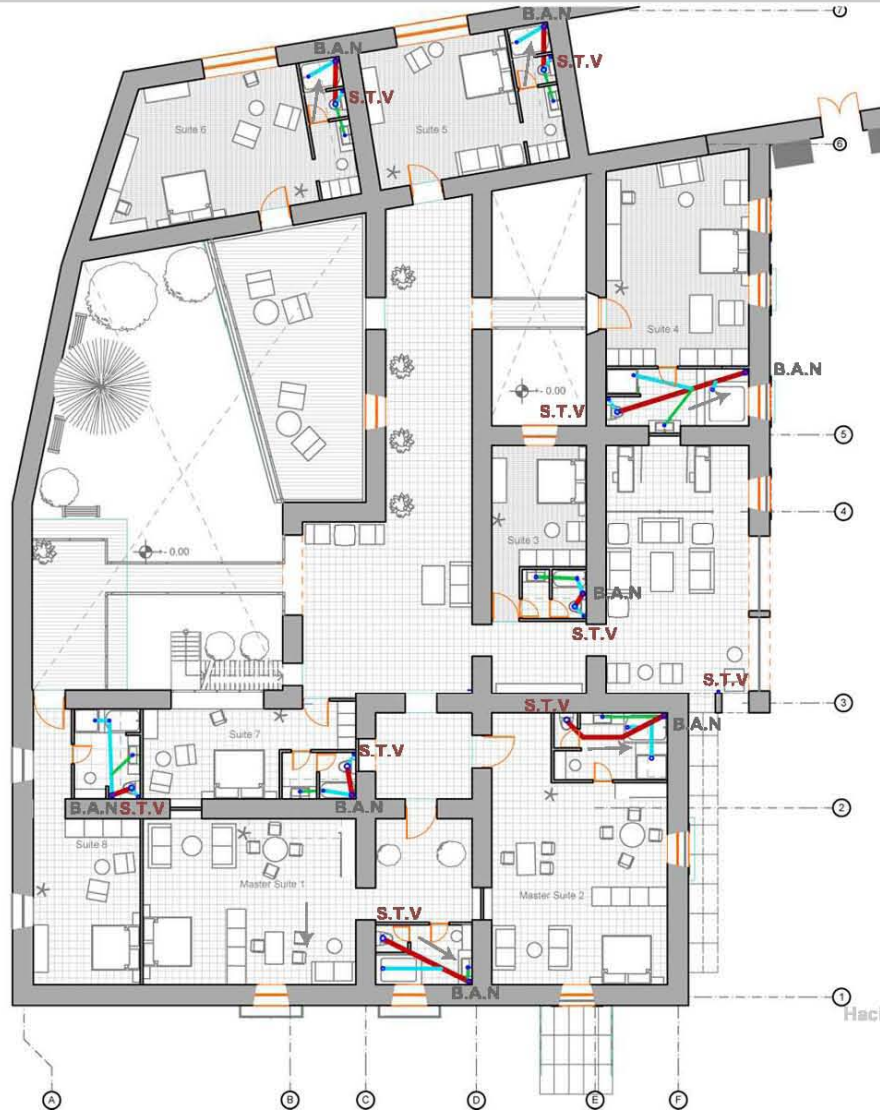 7
B.A.N
B.A.N
S.T.V
S.T.V
Suite 6
Suite 5
6
Suite 4
B.A.N
- 0.00
S.T.V
5
4
Suite 3
- 0.00
B.A.N
S.T.V
S.T.V
3
S.T.V
B.A.N
Suite 7
S.T.V
B.A.N
S.T.V
B.A.N
2
Suite 8
Master Suite 1
Master Suite 2
S.T.V
B.A.N
1
Hacl
A
B
C
D
E
F